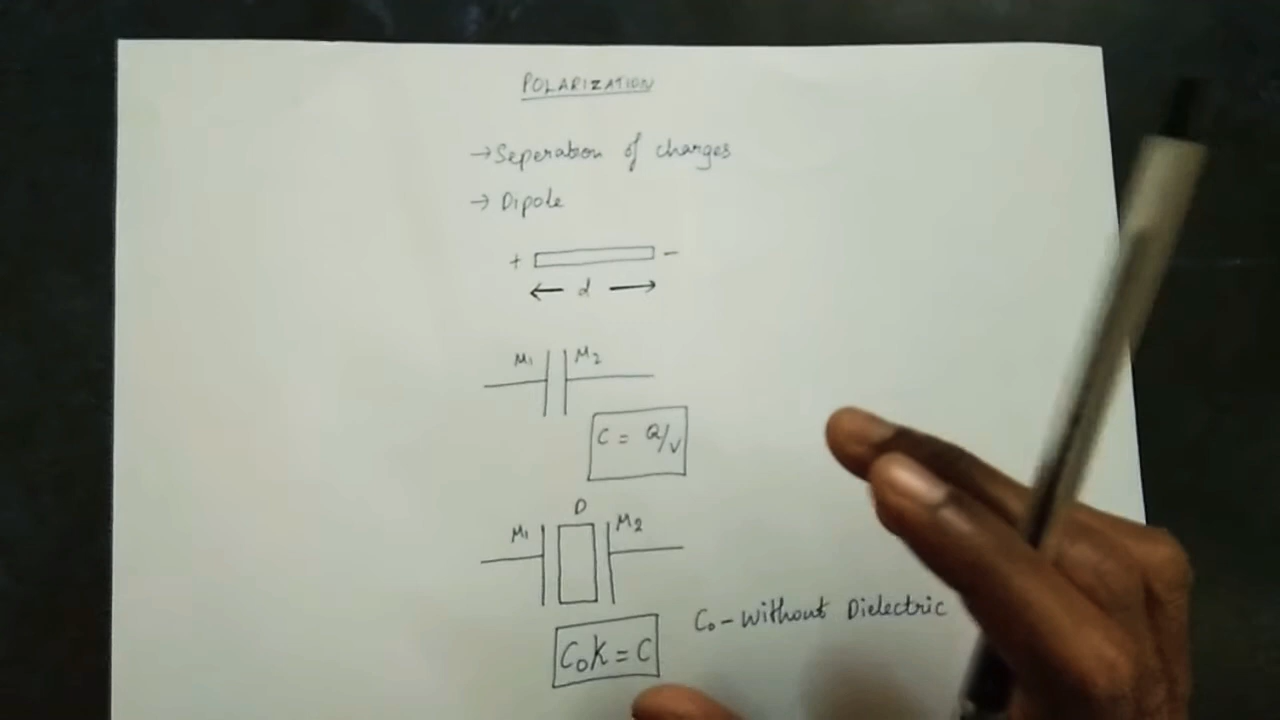 POLARIZATION
→ Seperation of charges
→ Dipole
+ −
← d →
M₁ M₂
C = Q/V
D
M₁ M₂
C₀ - Without Dielectric
C₀K = C